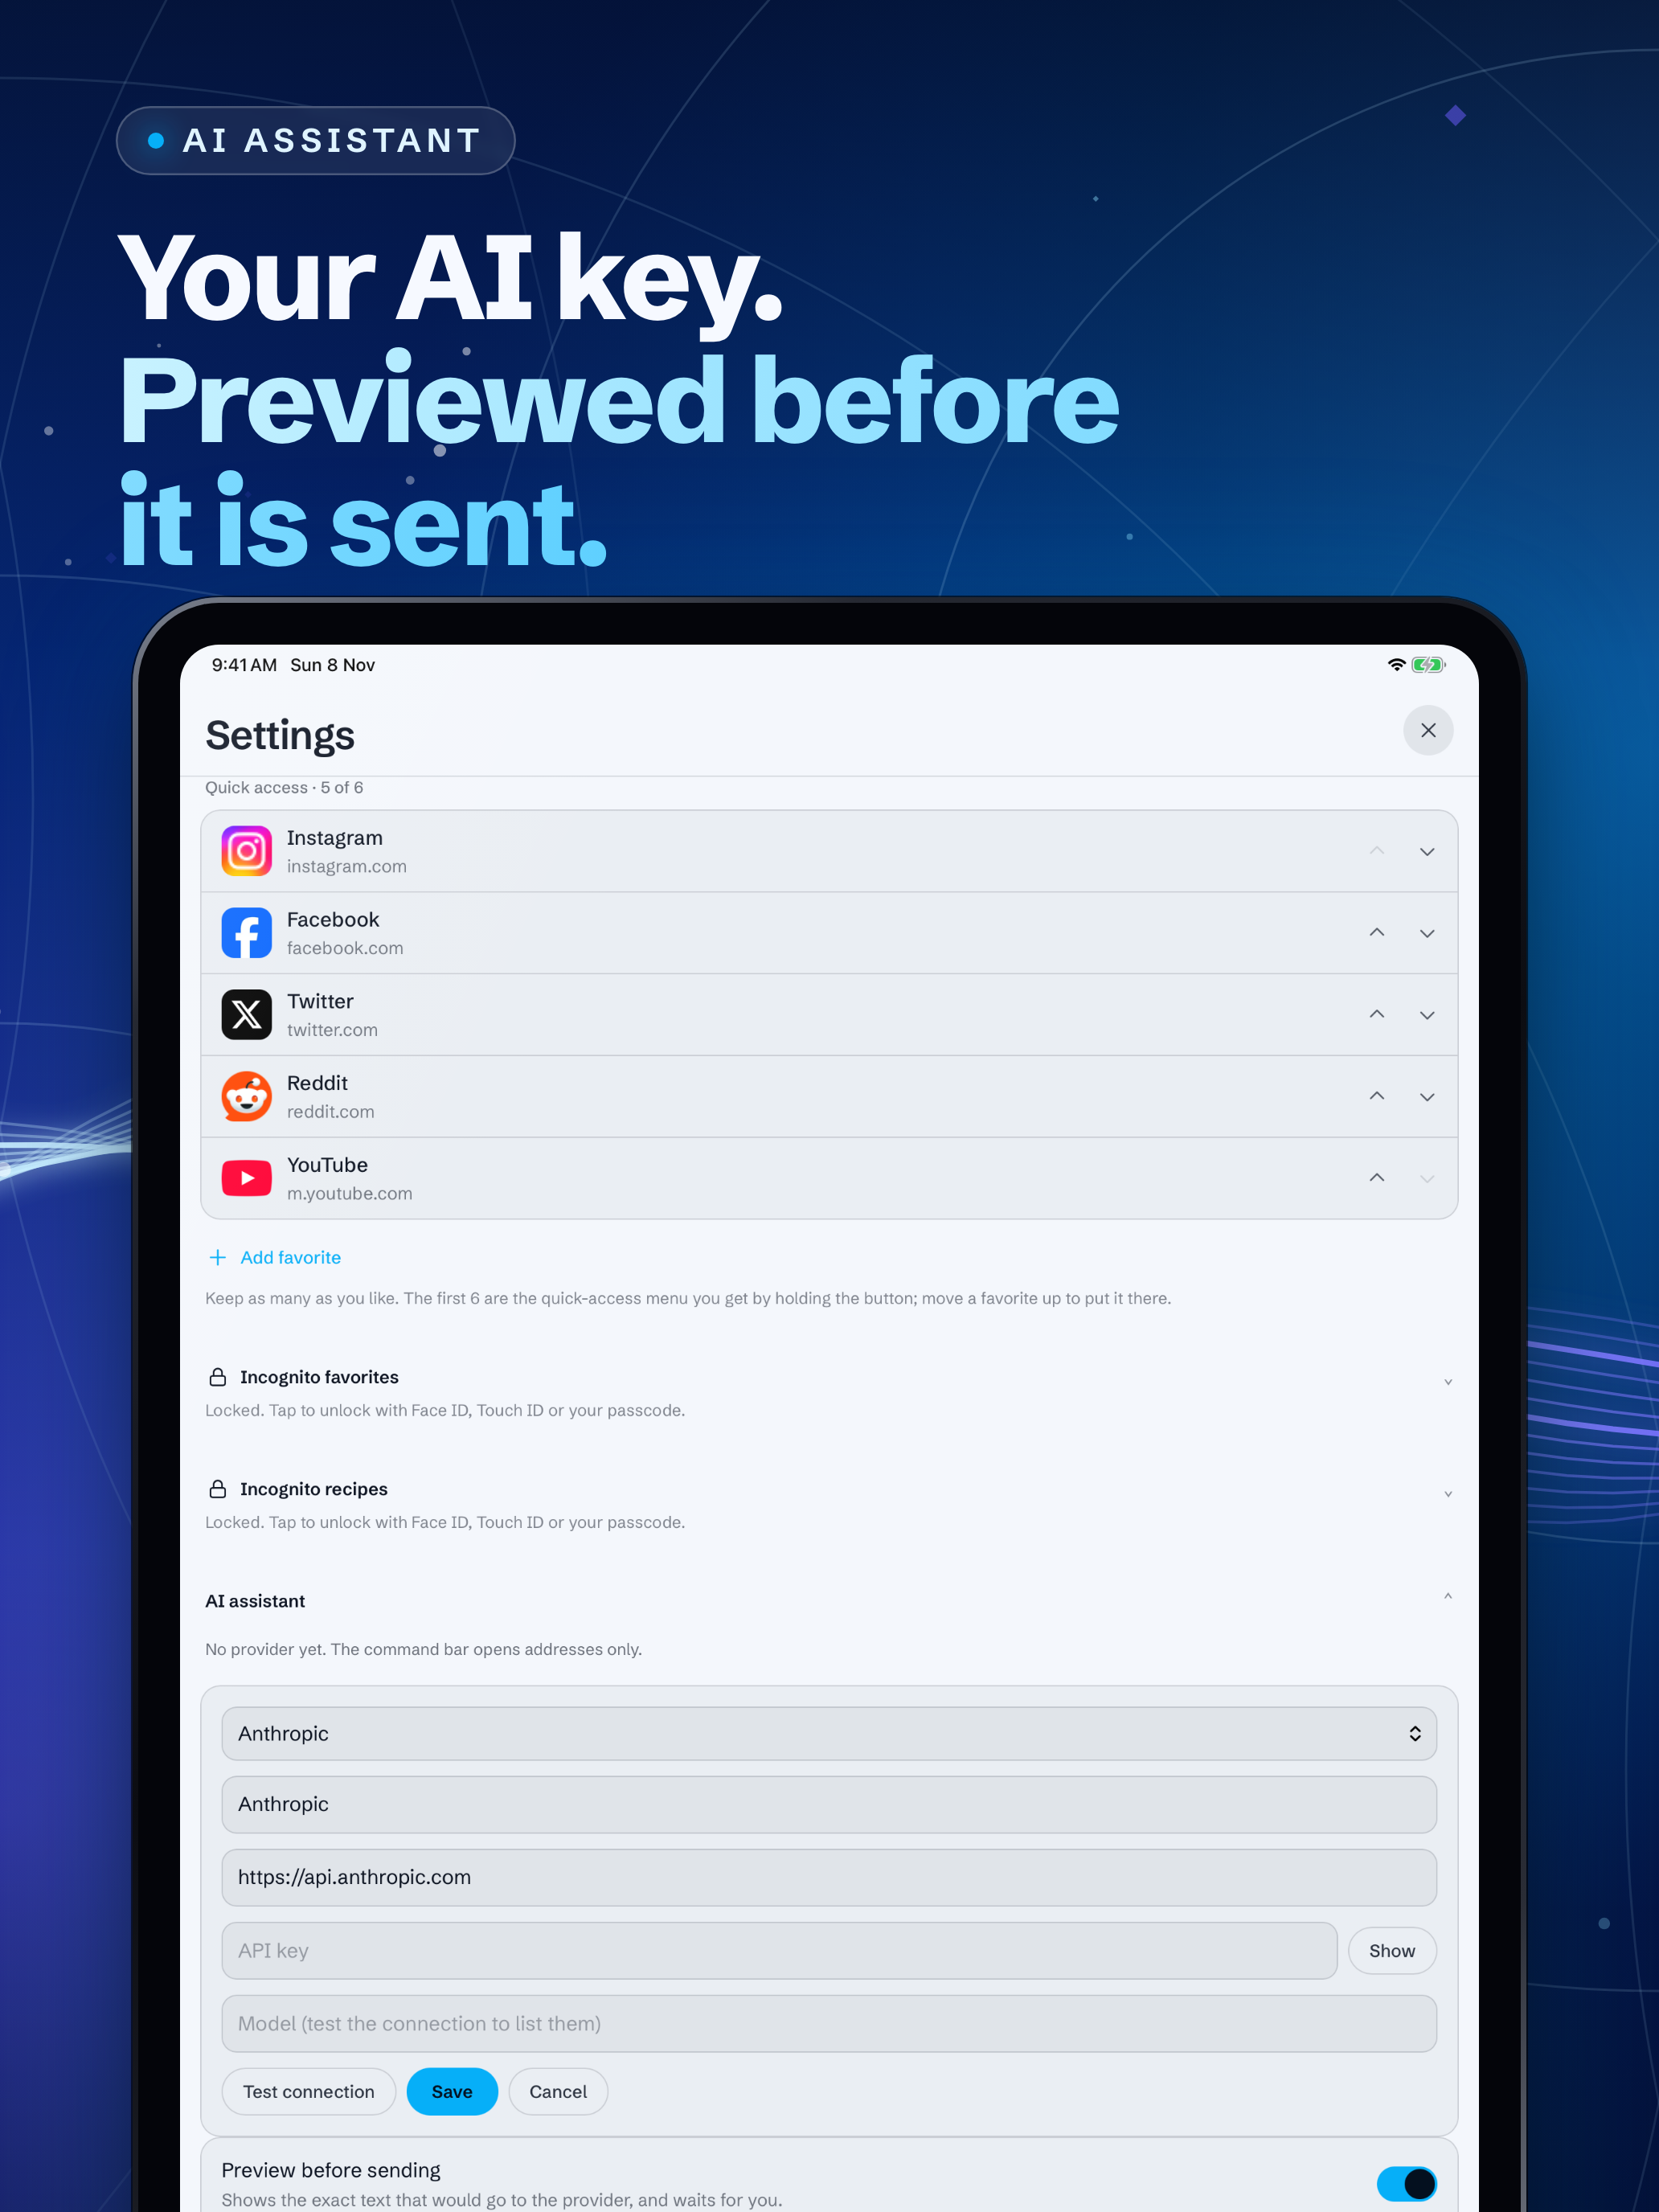 AI ASSISTANT
Your AI key.
Previewed before
it is sent.
9:41 AM Sun 8 Nov
Settings
Quick access · 5 of 6
Instagram
instagram.com
Facebook
facebook.com
Twitter
twitter.com
Reddit
reddit.com
YouTube
m.youtube.com
Add favorite
Keep as many as you like. The first 6 are the quick-access menu you get by holding the button; move a favorite up to put it there.
Incognito favorites
Locked. Tap to unlock with Face ID, Touch ID or your passcode.
Incognito recipes
Locked. Tap to unlock with Face ID, Touch ID or your passcode.
AI assistant
No provider yet. The command bar opens addresses only.
Anthropic
Anthropic
https://api.anthropic.com
API key
Show
Model (test the connection to list them)
Test connection
Save
Cancel
Preview before sending
Shows the exact text that would go to the provider, and waits for you.